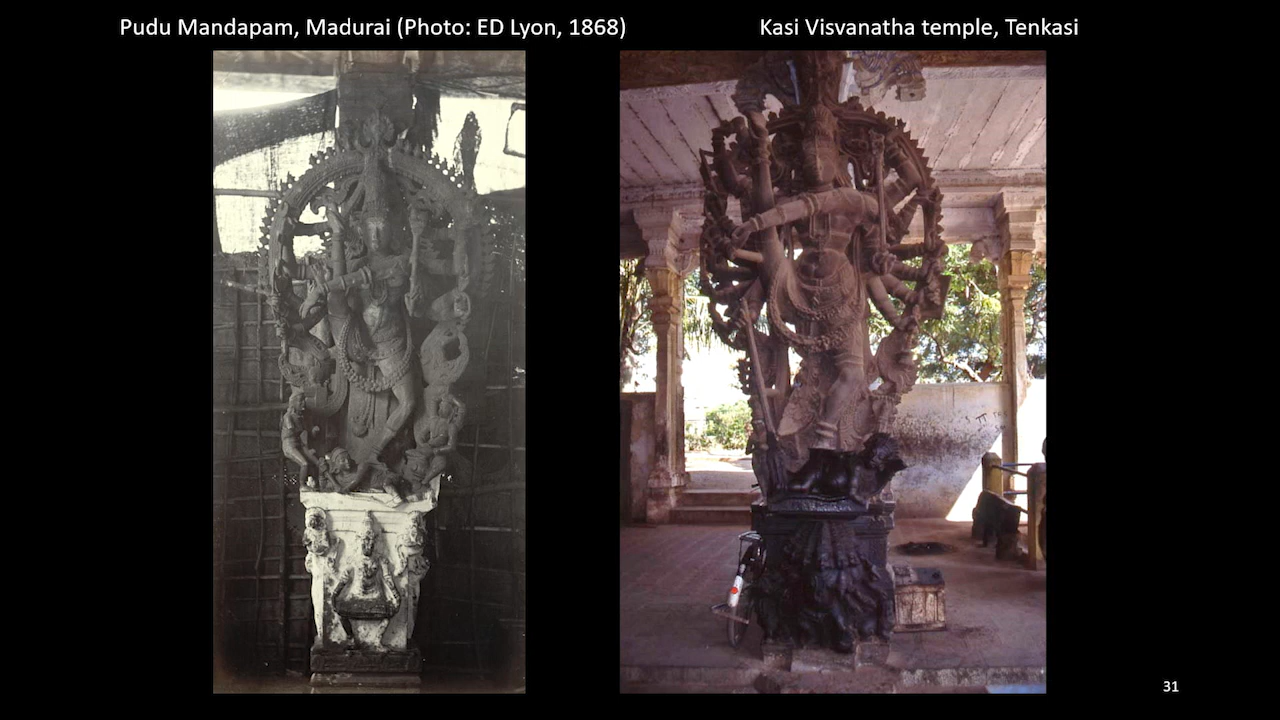 Pudu Mandapam, Madurai (Photo: ED Lyon, 1868)
Kasi Visvanatha temple, Tenkasi
31